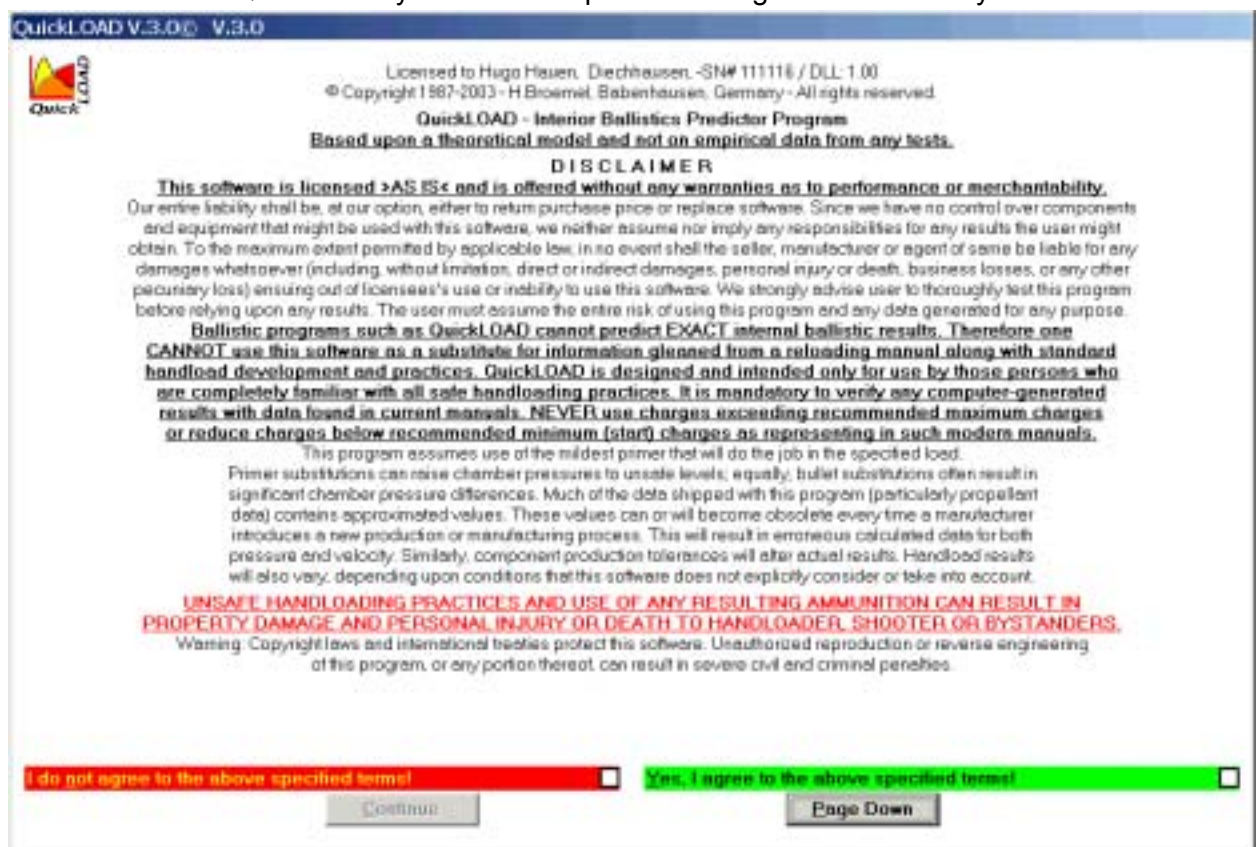 QuickLOAD V.3.0© V.3.0
Quick LOAD
Licensed to Hugo Hauen, Diechhausen, -SN# 111116 / DLL: 1.00
© Copyright 1987-2003 - H.Broemel, Babenhausen, Germany - All rights reserved.
QuickLOAD - Interior Ballistics Predictor Program
Based upon a theoretical model and not on empirical data from any tests.
DISCLAIMER
This software is licensed >AS IS< and is offered without any warranties as to performance or merchantability.
Our entire liability shall be, at our option, either to return purchase price or replace software. Since we have no control over components
and equipment that might be used with this software, we neither assume nor imply any responsibilities for any results the user might
obtain. To the maximum extent permitted by applicable law, in no event shall the seller, manufacturer or agent of same be liable for any
damages whatsoever (including, without limitation, direct or indirect damages, personal injury or death, business losses, or any other
pecuniary loss) ensuing out of licensees's use or inability to use this software. We strongly advise user to thoroughly test this program
before relying upon any results. The user must assume the entire risk of using this program and any data generated for any purpose.
Ballistic programs such as QuickLOAD cannot predict EXACT internal ballistic results. Therefore one
CANNOT use this software as a substitute for information gleaned from a reloading manual along with standard
handload development and practices. QuickLOAD is designed and intended only for use by those persons who
are completely familiar with all safe handloading practices. It is mandatory to verify any computer-generated
results with data found in current manuals. NEVER use charges exceeding recommended maximum charges
or reduce charges below recommended minimum (start) charges as representing in such modern manuals.
This program assumes use of the mildest primer that will do the job in the specified load.
Primer substitutions can raise chamber pressures to unsafe levels; equally, bullet substitutions often result in
significant chamber pressure differences. Much of the data shipped with this program (particularly propellant
data) contains approximated values. These values can or will become obsolete every time a manufacturer
introduces a new production or manufacturing process. This will result in erroneous calculated data for both
pressure and velocity. Similarly, component production tolerances will alter actual results. Handload results
will also vary, depending upon conditions that this software does not explicitly consider or take into account.
UNSAFE HANDLOADING PRACTICES AND USE OF ANY RESULTING AMMUNITION CAN RESULT IN
PROPERTY DAMAGE AND PERSONAL INJURY OR DEATH TO HANDLOADER, SHOOTER OR BYSTANDERS.
Warning: Copyright laws and international treaties protect this software. Unauthorized reproduction or reverse engineering
of this program, or any portion thereof, can result in severe civil and criminal penalties.
I do not agree to the above specified terms!
Yes, I agree to the above specified terms!
Continue
Page Down